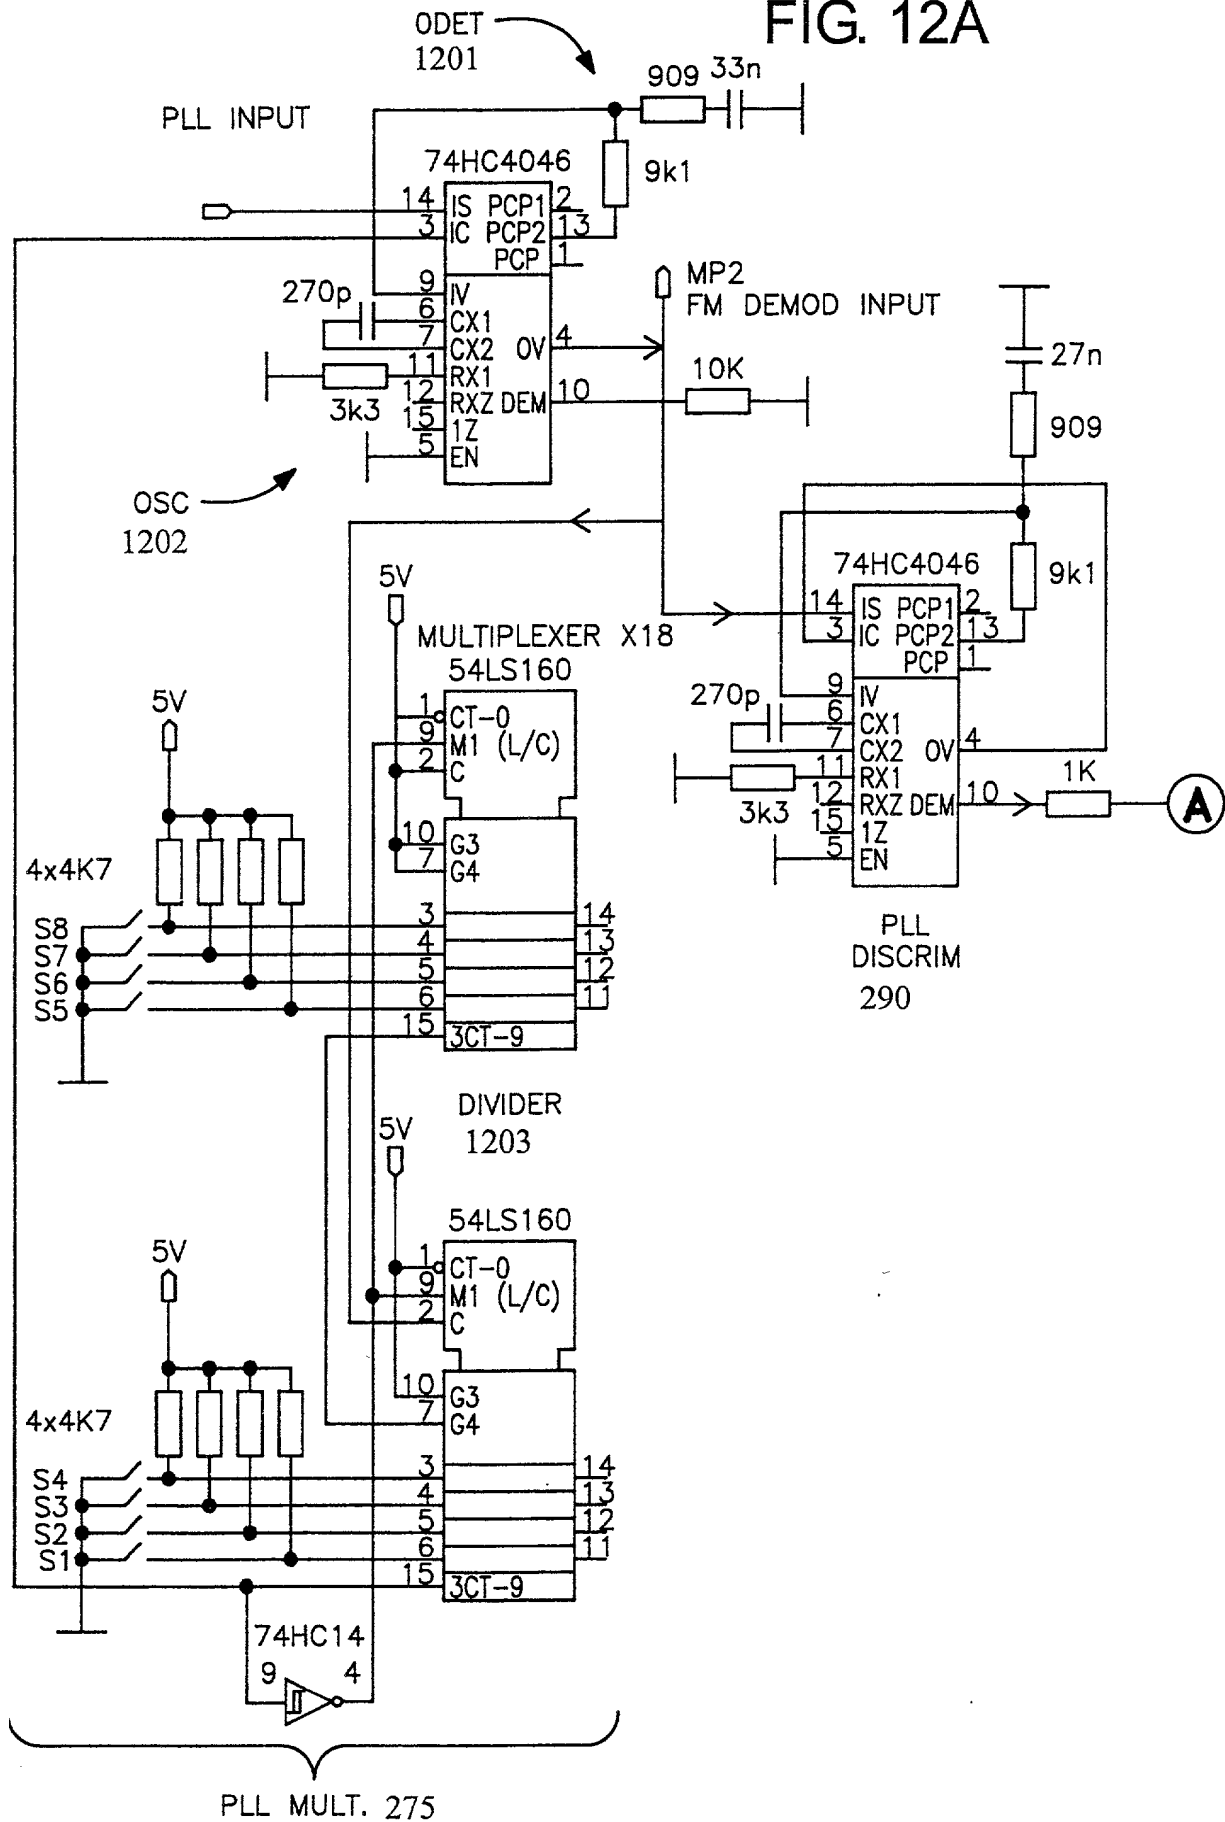 FIG. 12A
ODET
1201
909 33n
PLL INPUT
74HC4046
9k1
14 IS PCP1 2
3 IC PCP2 13
PCP 1
9 IV
270p
6 CX1
7 CX2 OV 4
11 RX1
3k3
12 RXZ DEM 10
15 1Z
5 EN
MP2
FM DEMOD INPUT
10K
27n
909
OSC
1202
9k1
74HC4046
14 IS PCP1 2
3 IC PCP2 13
PCP 1
9 IV
270p
6 CX1
7 CX2 OV 4
11 RX1
3k3
12 RXZ DEM 10
15 1Z
5 EN
1K
A
PLL
DISCRIM
290
5V
MULTIPLEXER X18
54LS160
5V
1 CT-0
9 M1 (L/C)
2 C
10 G3
7 G4
4x4K7
S8 3 14
S7 4 13
S6 5 12
S5 6 11
15 3CT-9
DIVIDER
1203
5V
54LS160
5V
1 CT-0
9 M1 (L/C)
2 C
10 G3
7 G4
4x4K7
S4 3 14
S3 4 13
S2 5 12
S1 6 11
15 3CT-9
74HC14
9 4
PLL MULT. 275